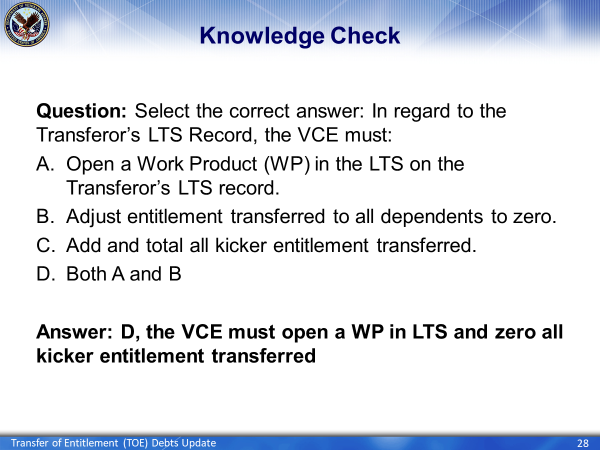 Knowledge Check
Question: Select the correct answer: In regard to the
Transferor’s LTS Record, the VCE must:
A. Open a Work Product (WP) in the LTS on the
Transferor’s LTS record.
B. Adjust entitlement transferred to all dependents to zero.
C. Add and total all kicker entitlement transferred.
D. Both A and B
Answer: D, the VCE must open a WP in LTS and zero all
kicker entitlement transferred
Transfer of Entitlement (TOE) Debts Update
28